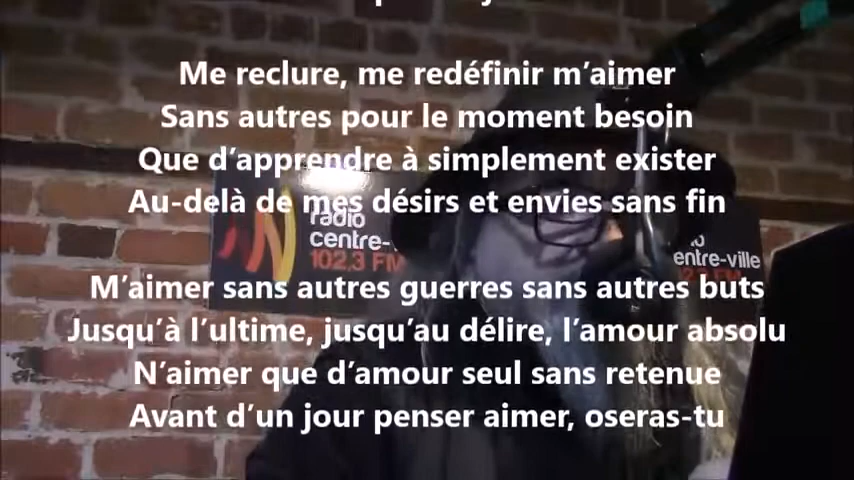 Me reclure, me redéfinir m’aimer
Sans autres pour le moment besoin
Que d’apprendre à simplement exister
Au-delà de mes désirs et envies sans fin
M’aimer sans autres guerres sans autres buts
Jusqu’à l’ultime, jusqu’au délire, l’amour absolu
N’aimer que d’amour seul sans retenue
Avant d’un jour penser aimer, oseras-tu
radio
centre-
102.3 FM
entre-ville